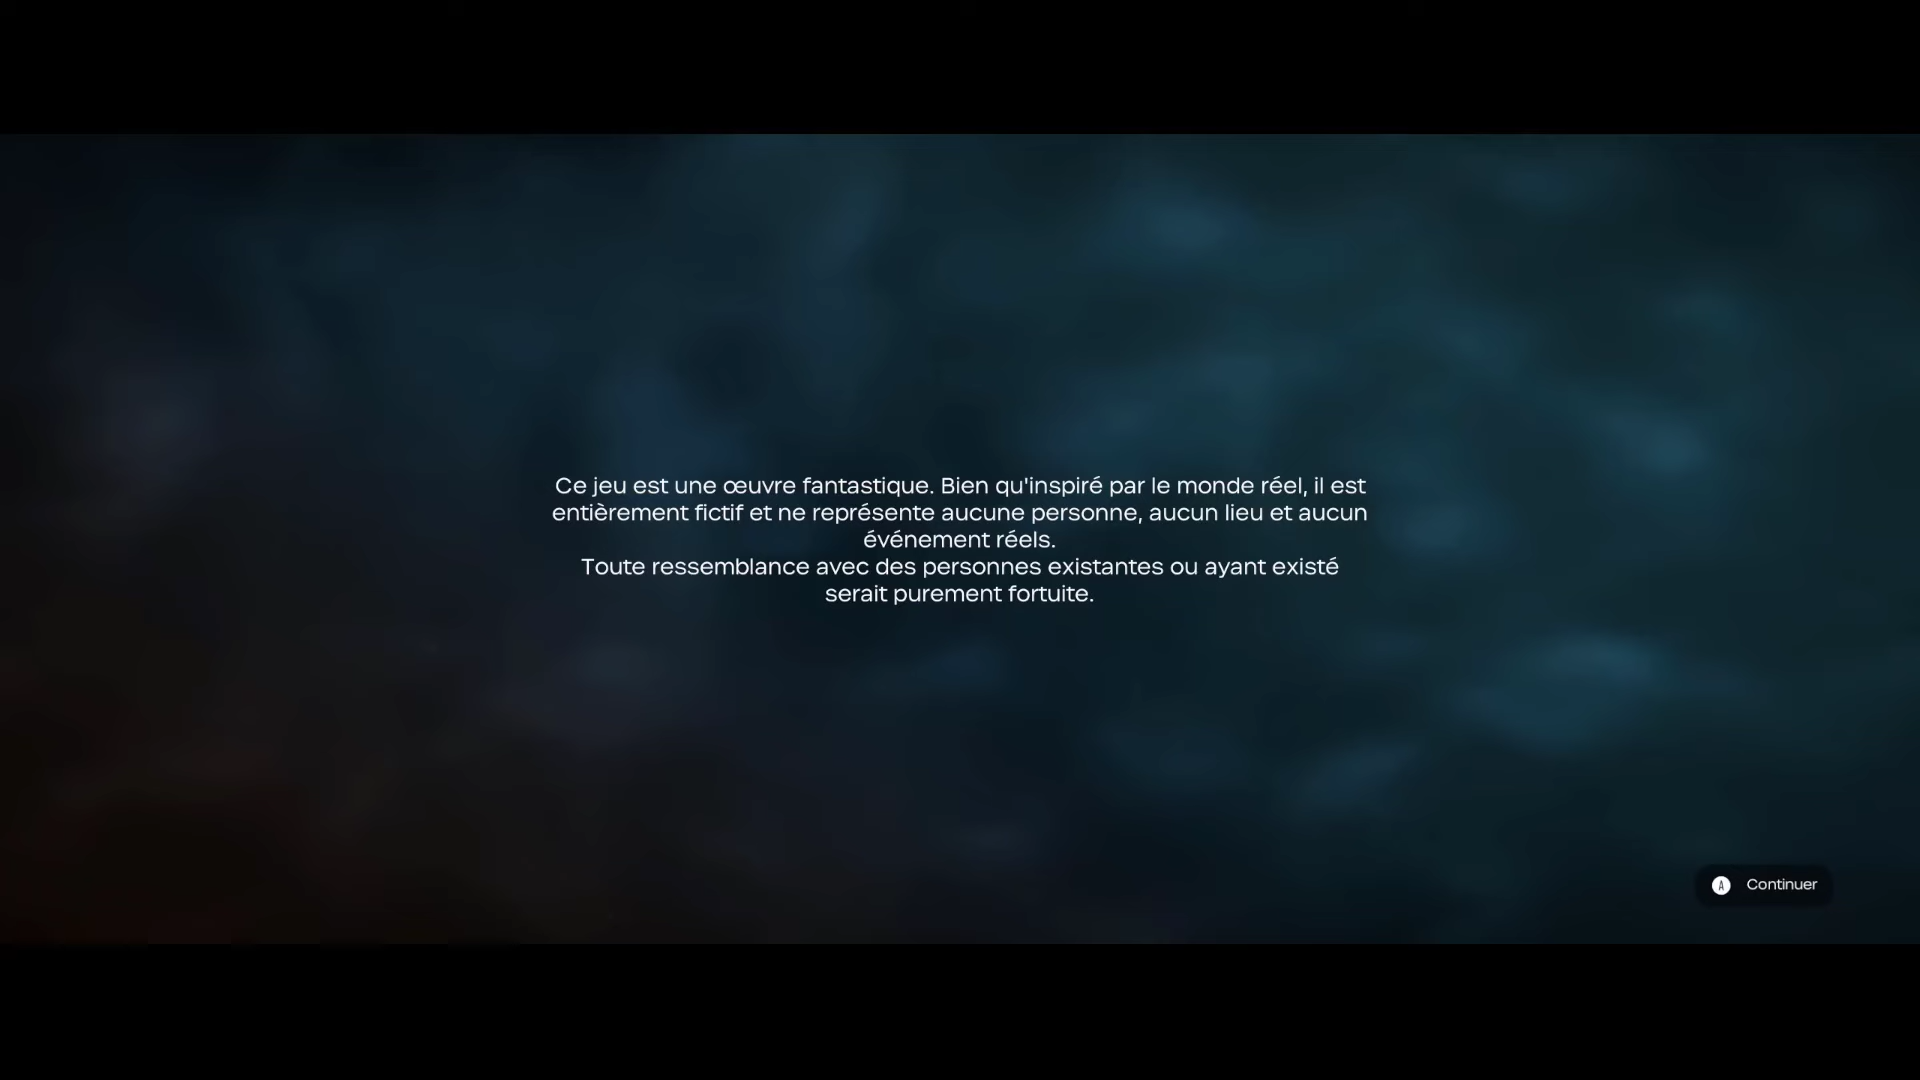 Ce jeu est une œuvre fantastique. Bien qu'inspiré par le monde réel, il est
entièrement fictif et ne représente aucune personne, aucun lieu et aucun
événement réels.
Toute ressemblance avec des personnes existantes ou ayant existé
serait purement fortuite.
A Continuer